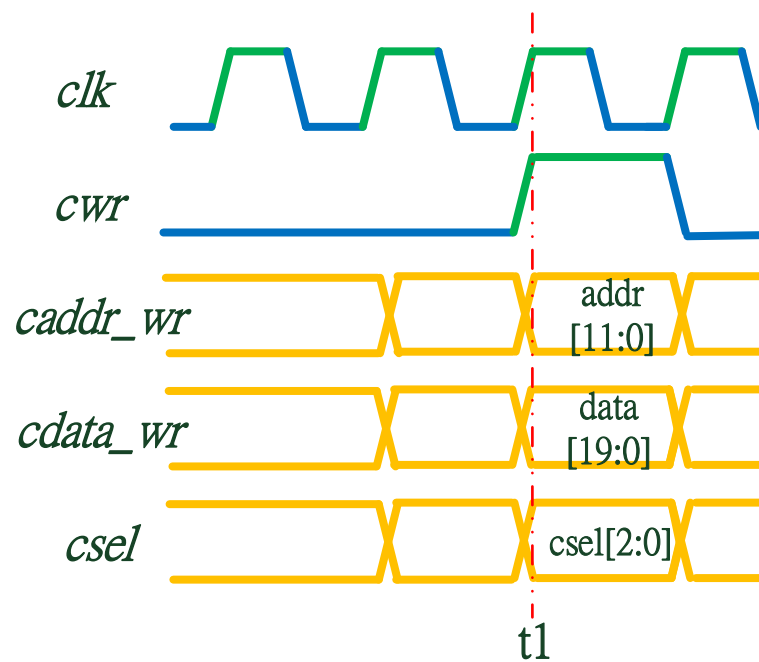 clk
cwr
caddr_wr
addr
[11:0]
cdata_wr
data
[19:0]
csel
csel[2:0]
t1